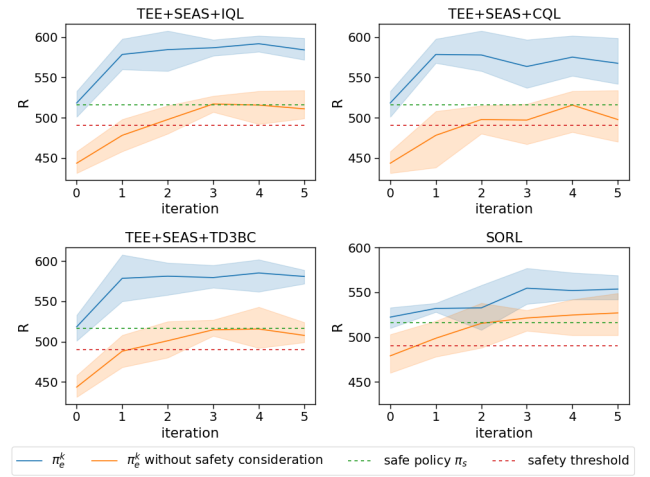 TEE+SEAS+IQL
TEE+SEAS+CQL
600
550
500
450
R
0 1 2 3 4 5
iteration
600
550
500
450
R
0 1 2 3 4 5
iteration
TEE+SEAS+TD3BC
SORL
600
550
500
450
R
0 1 2 3 4 5
iteration
600
550
500
450
R
0 1 2 3 4 5
iteration
π_e^k π_e^k without safety consideration safe policy π_s safety threshold